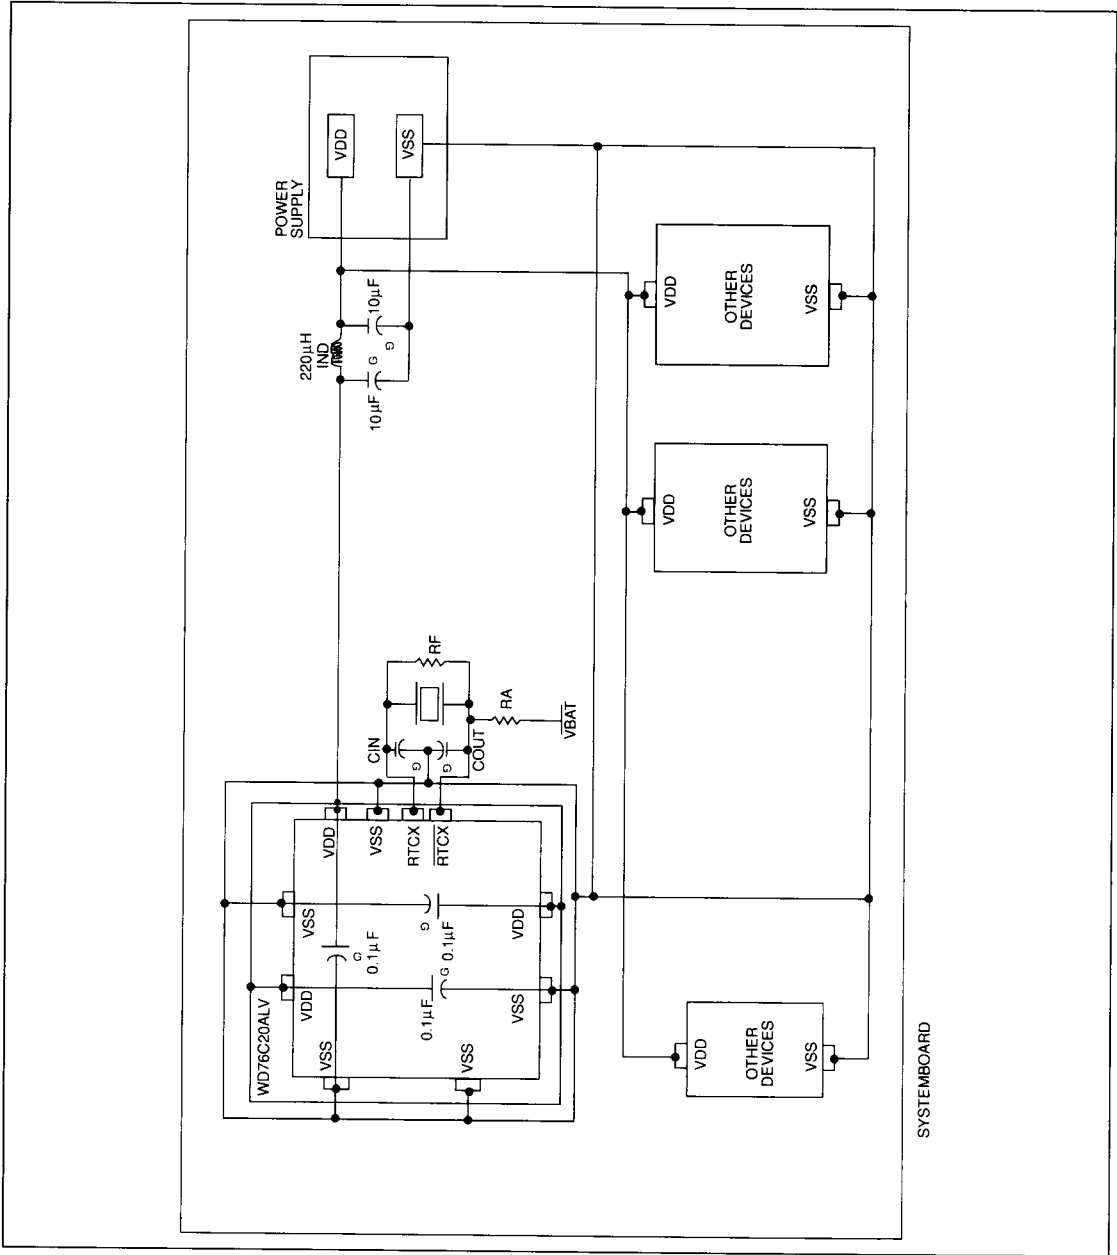 POWER
SUPPLY
VDD
VSS
220µH
IND
10µF
10µF
G
G
VDD
OTHER
DEVICES
VSS
VDD
OTHER
DEVICES
VSS
RF
RA
VBAT
CIN
COUT
G
G
WD76C20ALV
VDD
VSS
RTCX
RTCX
VSS
VDD
G
0.1µF
G
0.1µF
VDD
VSS
G
0.1µF
VSS
VSS
VDD
OTHER
DEVICES
VSS
SYSTEMBOARD